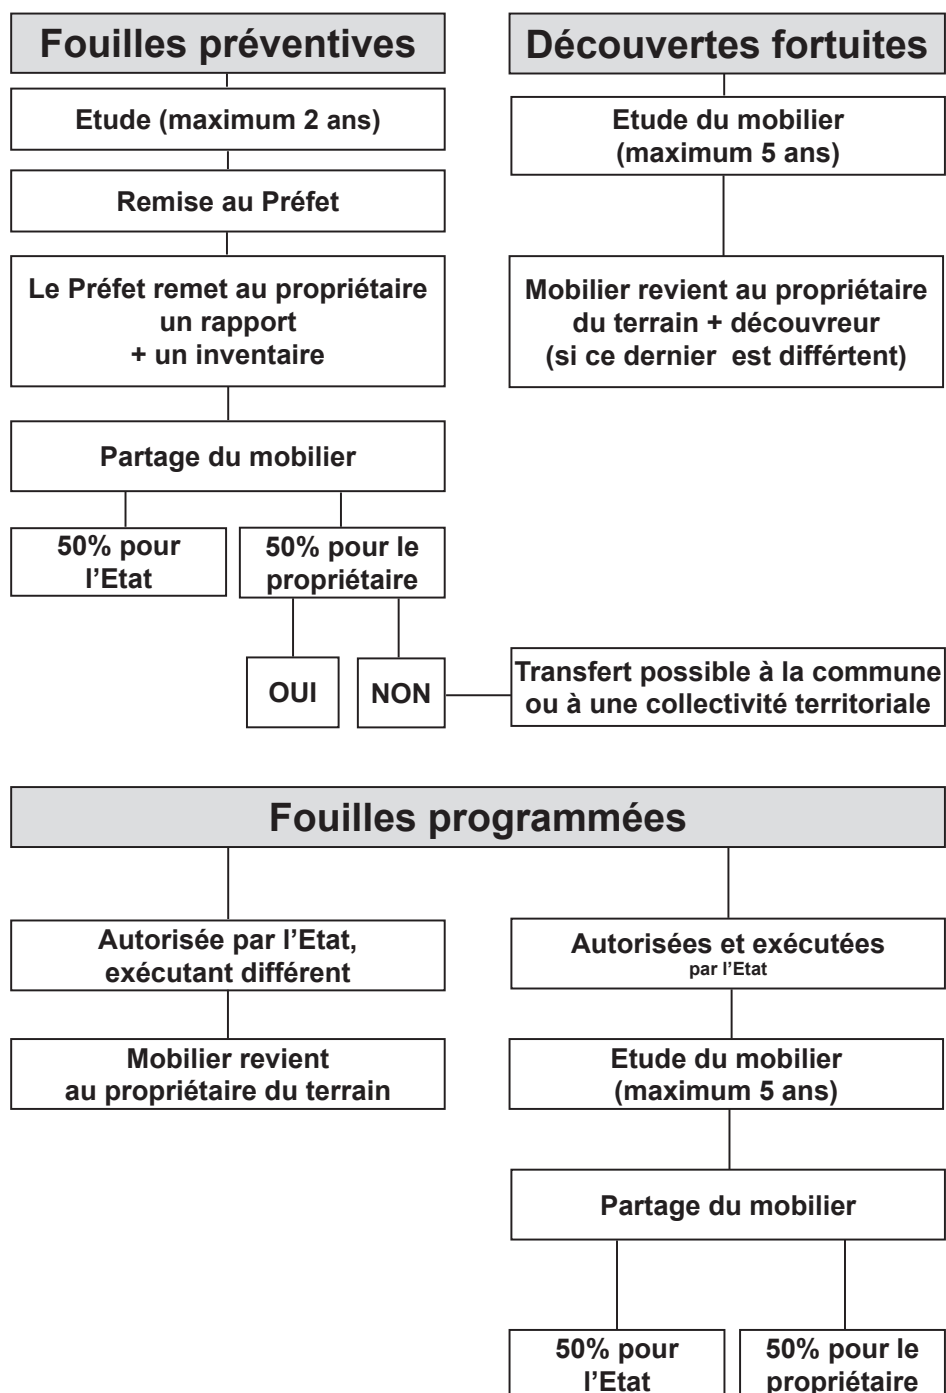 Fouilles préventives
Etude (maximum 2 ans)
Remise au Préfet
Le Préfet remet au propriétaire
un rapport
+ un inventaire
Partage du mobilier
50% pour
l’Etat
50% pour le
propriétaire
OUI
NON
Transfert possible à la commune
ou à une collectivité territoriale
Découvertes fortuites
Etude du mobilier
(maximum 5 ans)
Mobilier revient au propriétaire
du terrain + découvreur
(si ce dernier est différtent)
Fouilles programmées
Autorisée par l’Etat,
exécutant différent
Mobilier revient
au propriétaire du terrain
Autorisées et exécutées
par l’Etat
Etude du mobilier
(maximum 5 ans)
Partage du mobilier
50% pour
l’Etat
50% pour le
propriétaire